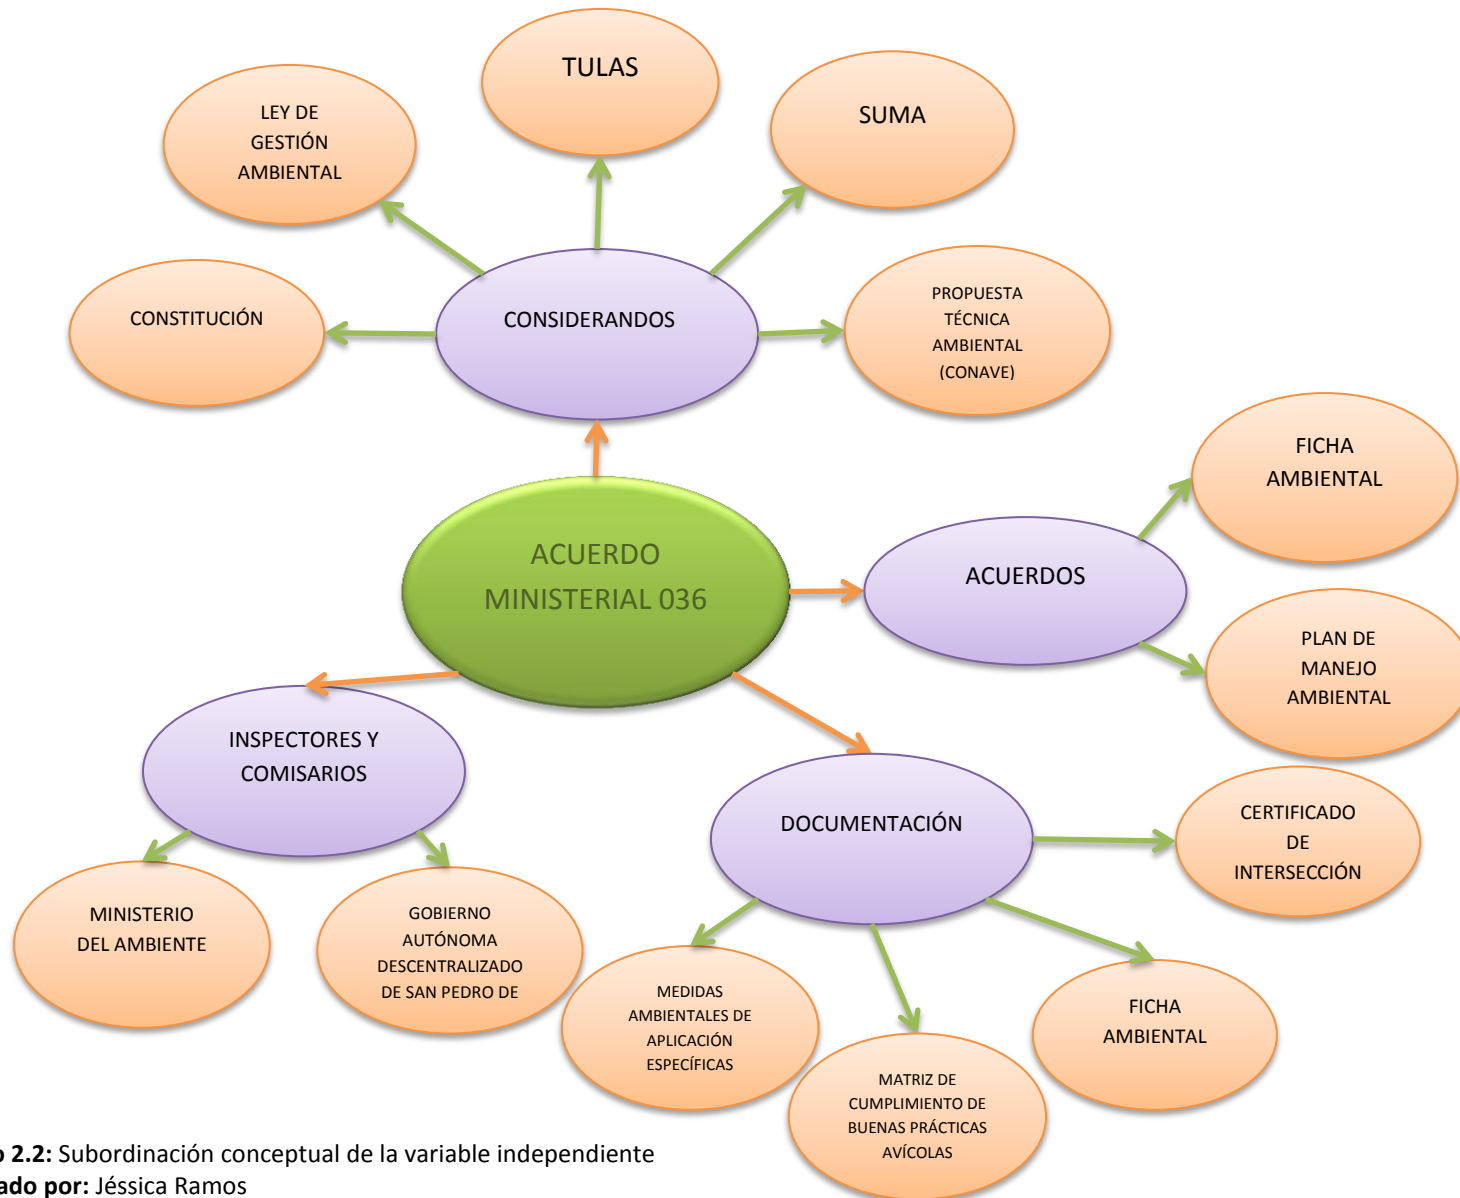 TULAS
LEY DE
GESTIÓN
AMBIENTAL
SUMA
CONSTITUCIÓN
CONSIDERANDOS
PROPUESTA
TÉCNICA
AMBIENTAL
(CONAVE)
FICHA
AMBIENTAL
ACUERDO
MINISTERIAL 036
ACUERDOS
PLAN DE
MANEJO
AMBIENTAL
INSPECTORES Y
COMISARIOS
DOCUMENTACIÓN
CERTIFICADO
DE
INTERSECCIÓN
MINISTERIO
DEL AMBIENTE
GOBIERNO
AUTÓNOMA
DESCENTRALIZADO
DE SAN PEDRO DE
MEDIDAS
AMBIENTALES DE
APLICACIÓN
ESPECÍFICAS
FICHA
AMBIENTAL
MATRIZ DE
CUMPLIMIENTO DE
BUENAS PRÁCTICAS
AVÍCOLAS
2.2: Subordinación conceptual de la variable independiente
por: Jéssica Ramos